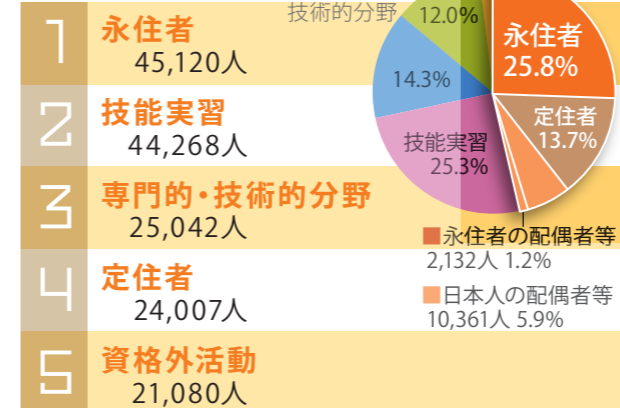 1
永住者
45,120人
2
技能実習
44,268人
3
専門的・技術的分野
25,042人
4
定住者
24,007人
5
資格外活動
21,080人
技術的分野
12.0%
永住者
25.8%
14.3%
定住者
13.7%
技能実習
25.3%
永住者の配偶者等
2,132人 1.2%
日本人の配偶者等
10,361人 5.9%